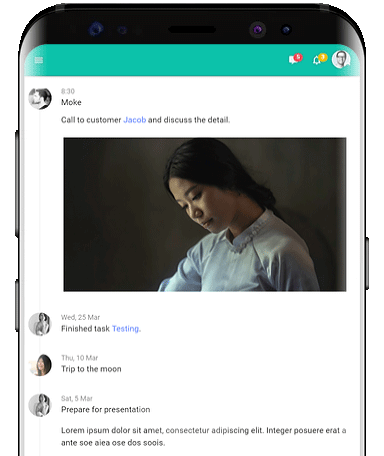 8:30
Moke
Call to customer Jacob and discuss the detail.
Wed, 25 Mar
Finished task Testing.
Thu, 10 Mar
Trip to the moon
Sat, 5 Mar
Prepare for presentation
Lorem ipsum dolor sit amet, consectetur adipiscing elit. Integer posuere erat a
ante soe aiea ose dos soois.